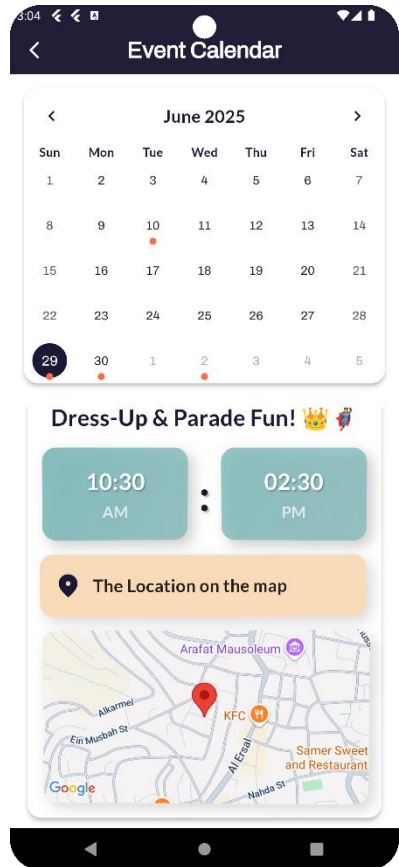 3:04
Event Calendar
June 2025
Sun Mon Tue Wed Thu Fri Sat
1 2 3 4 5 6 7
8 9 10 11 12 13 14
15 16 17 18 19 20 21
22 23 24 25 26 27 28
29 30 1 2 3 4 5
Dress-Up & Parade Fun! 👑 🦸
10:30 : 02:30
AM PM
The Location on the map
Arafat Mausoleum
Alkarmel
KFC
Ein Musbah St
Al Ersal
Samer Sweet
and Restaurant
Google
Nahda St